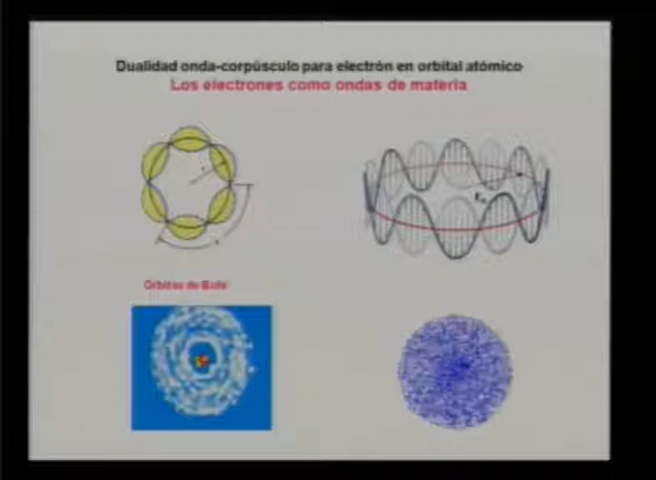 Dualidad onda-corpúsculo para electrón en orbital atómico
Los electrones como ondas de materia
Orbitas de Bohr